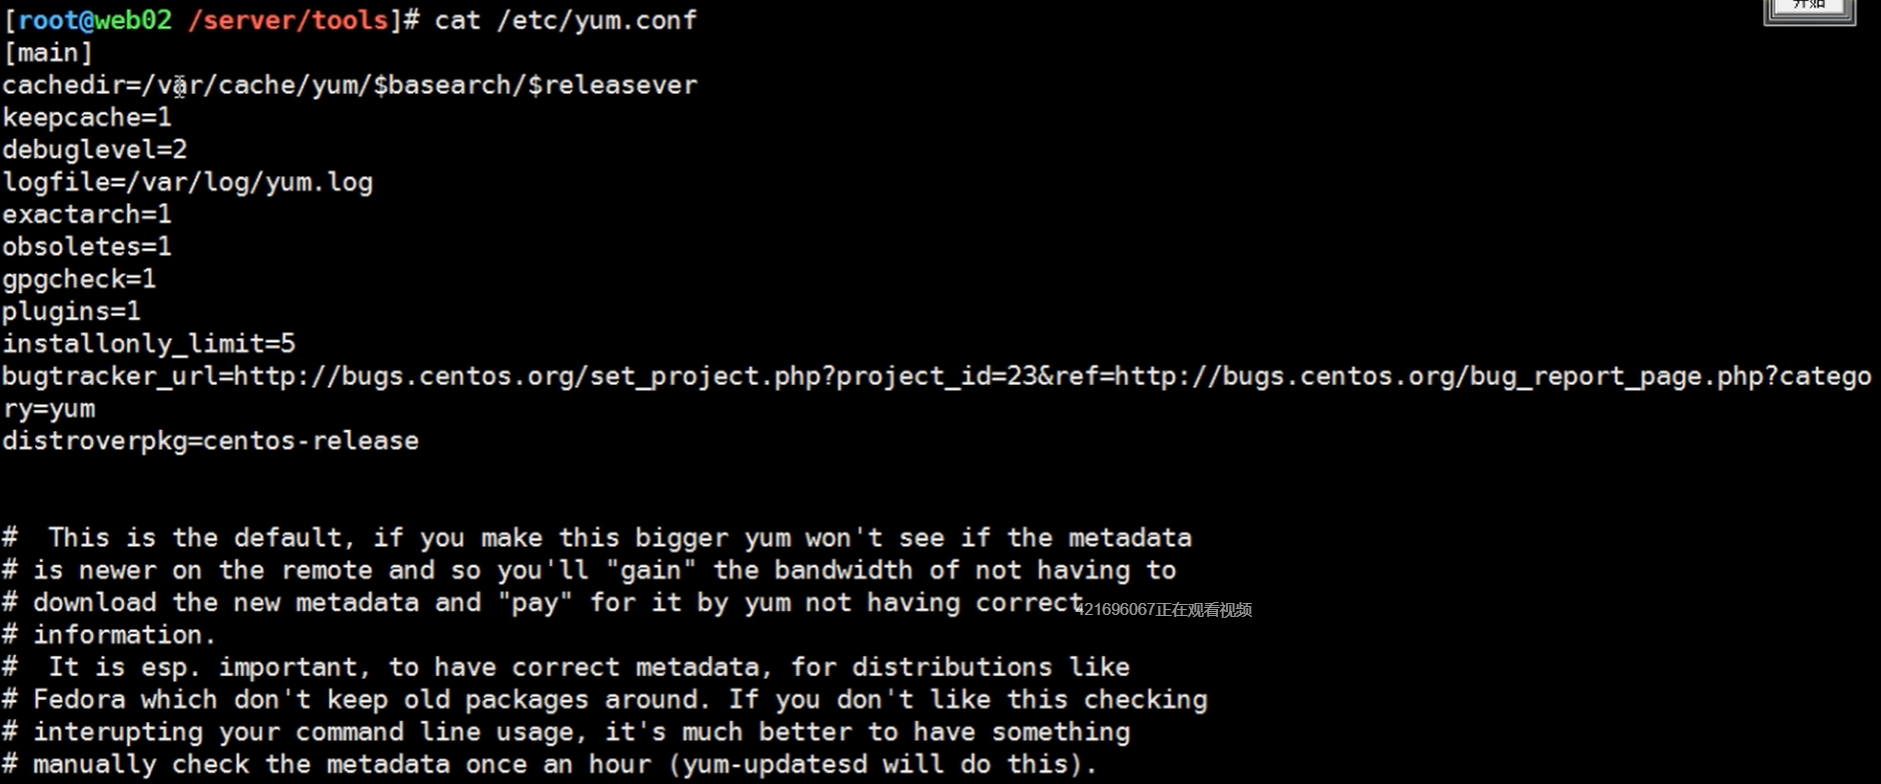 开始
[root@web02 /server/tools]# cat /etc/yum.conf
[main]
cachedir=/var/cache/yum/$basearch/$releasever
keepcache=1
debuglevel=2
logfile=/var/log/yum.log
exactarch=1
obsoletes=1
gpgcheck=1
plugins=1
installonly_limit=5
bugtracker_url=http://bugs.centos.org/set_project.php?project_id=23&ref=http://bugs.centos.org/bug_report_page.php?catego
ry=yum
distroverpkg=centos-release
#  This is the default, if you make this bigger yum won't see if the metadata
# is newer on the remote and so you'll "gain" the bandwidth of not having to
# download the new metadata and "pay" for it by yum not having correct
421696067正在观看视频
# information.
#  It is esp. important, to have correct metadata, for distributions like
# Fedora which don't keep old packages around. If you don't like this checking
# interupting your command line usage, it's much better to have something
# manually check the metadata once an hour (yum-updatesd will do this).